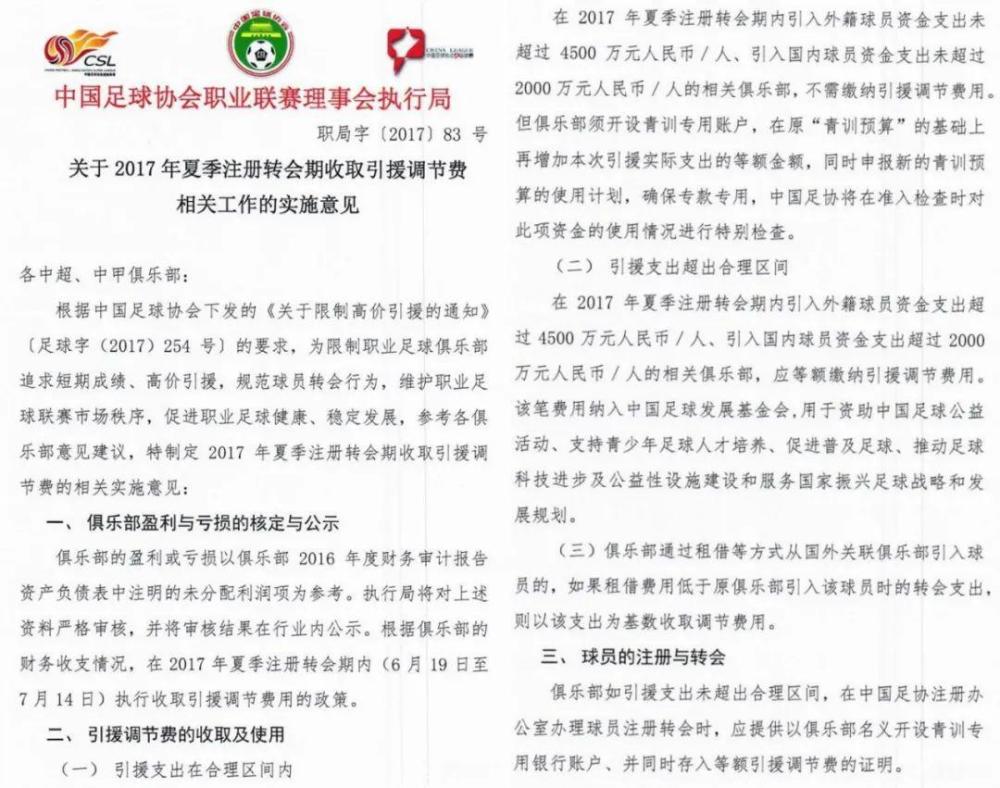 CSL
中国足球协会职业联赛理事会执行局
职局字〔2017〕83 号
关于 2017 年夏季注册转会期收取引援调节费
相关工作的实施意见
各中超、中甲俱乐部：
根据中国足球协会下发的《关于限制高价引援的通知》
〔足球字（2017）254 号〕的要求，为限制职业足球俱乐部
追求短期成绩、高价引援，规范球员转会行为，维护职业足
球联赛市场秩序，促进职业足球健康、稳定发展，参考各俱
乐部意见建议，特制定 2017 年夏季注册转会期收取引援调
节费的相关实施意见：
一、 俱乐部盈利与亏损的核定与公示
俱乐部的盈利或亏损以俱乐部 2016 年度财务审计报告
资产负债表中注明的未分配利润项为参考。执行局将对上述
资料严格审核，并将审核结果在行业内公示。根据俱乐部的
财务收支情况，在 2017 年夏季注册转会期内（6 月 19 日至
7 月 14 日）执行收取引援调节费用的政策。
二、 引援调节费的收取及使用
（一） 引援支出在合理区间内
在 2017 年夏季注册转会期内引入外籍球员资金支出未
超过 4500 万元人民币／人、引入国内球员资金支出未超过
2000 万元人民币／人的相关俱乐部，不需缴纳引援调节费用。
但俱乐部须开设青训专用账户，在原“青训预算”的基础上
再增加本次引援实际支出的等额金额，同时申报新的青训预
算的使用计划，确保专款专用，中国足协将在准入检查时对
此项资金的使用情况进行特别检查。
（二） 引援支出超出合理区间
在 2017 年夏季注册转会期内引入外籍球员资金支出超
过 4500 万元人民币／人、引入国内球员资金支出超过 2000
万元人民币／人的相关俱乐部，应等额缴纳引援调节费用。
该笔费用纳入中国足球发展基金会,用于资助中国足球公益
活动、支持青少年足球人才培养、促进普及足球、推动足球
科技进步及公益性设施建设和服务国家振兴足球战略和发
展规划。
（三）俱乐部通过租借等方式从国外关联俱乐部引入球
员的，如果租借费用低于原俱乐部引入该球员时的转会支出，
则以该支出为基数收取调节费用。
三、 球员的注册与转会
俱乐部如引援支出未超出合理区间，在中国足协注册办
公室办理球员注册转会时，应提供以俱乐部名义开设青训专
用银行账户、并同时存入等额引援调节费的证明。